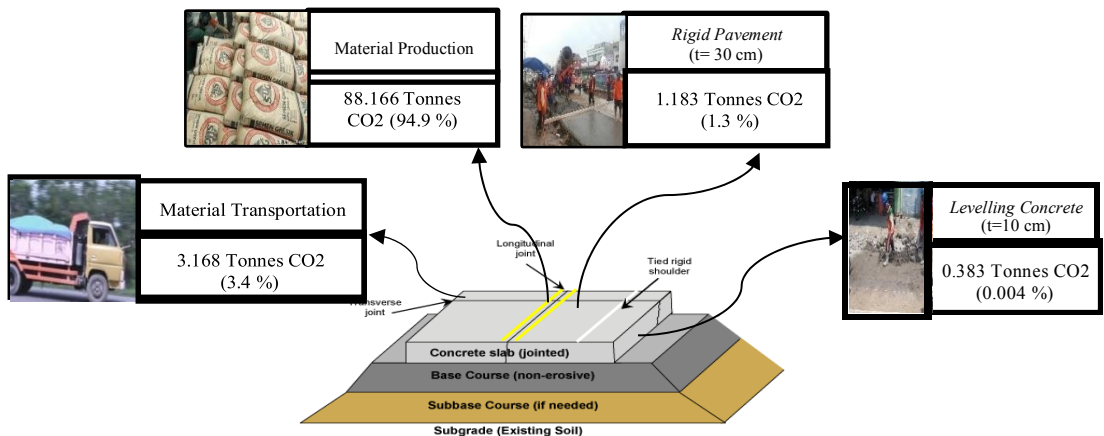 Material Production
88.166 Tonnes
CO2 (94.9 %)
Rigid Pavement
(t= 30 cm)
1.183 Tonnes CO2
(1.3 %)
Material Transportation
3.168 Tonnes CO2
(3.4 %)
Levelling Concrete
(t=10 cm)
0.383 Tonnes CO2
(0.004 %)
Longitudinal
joint
Tied rigid
shoulder
Transverse
joint
Concrete slab (jointed)
Base Course (non-erosive)
Subbase Course (if needed)
Subgrade (Existing Soil)